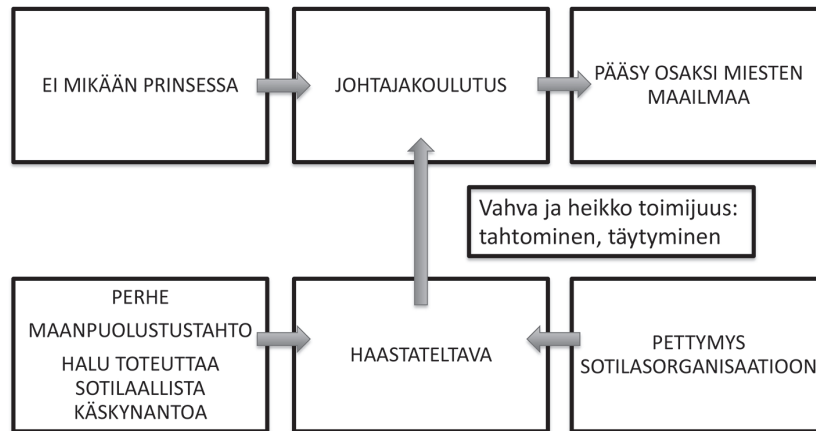 EI MIKÄÄN PRINSESSA
JOHTAJAKOULUTUS
PÄÄSY OSAKSI MIESTEN
MAAILMAA
Vahva ja heikko toimijuus:
tahtominen, täytyminen
PERHE
MAANPUOLUSTUSTAHTO
HALU TOTEUTTAA
SOTILAALLISTA
KÄSKYNANTOA
HAASTATELTAVA
PETTYMYS
SOTILASORGANISAATIOON